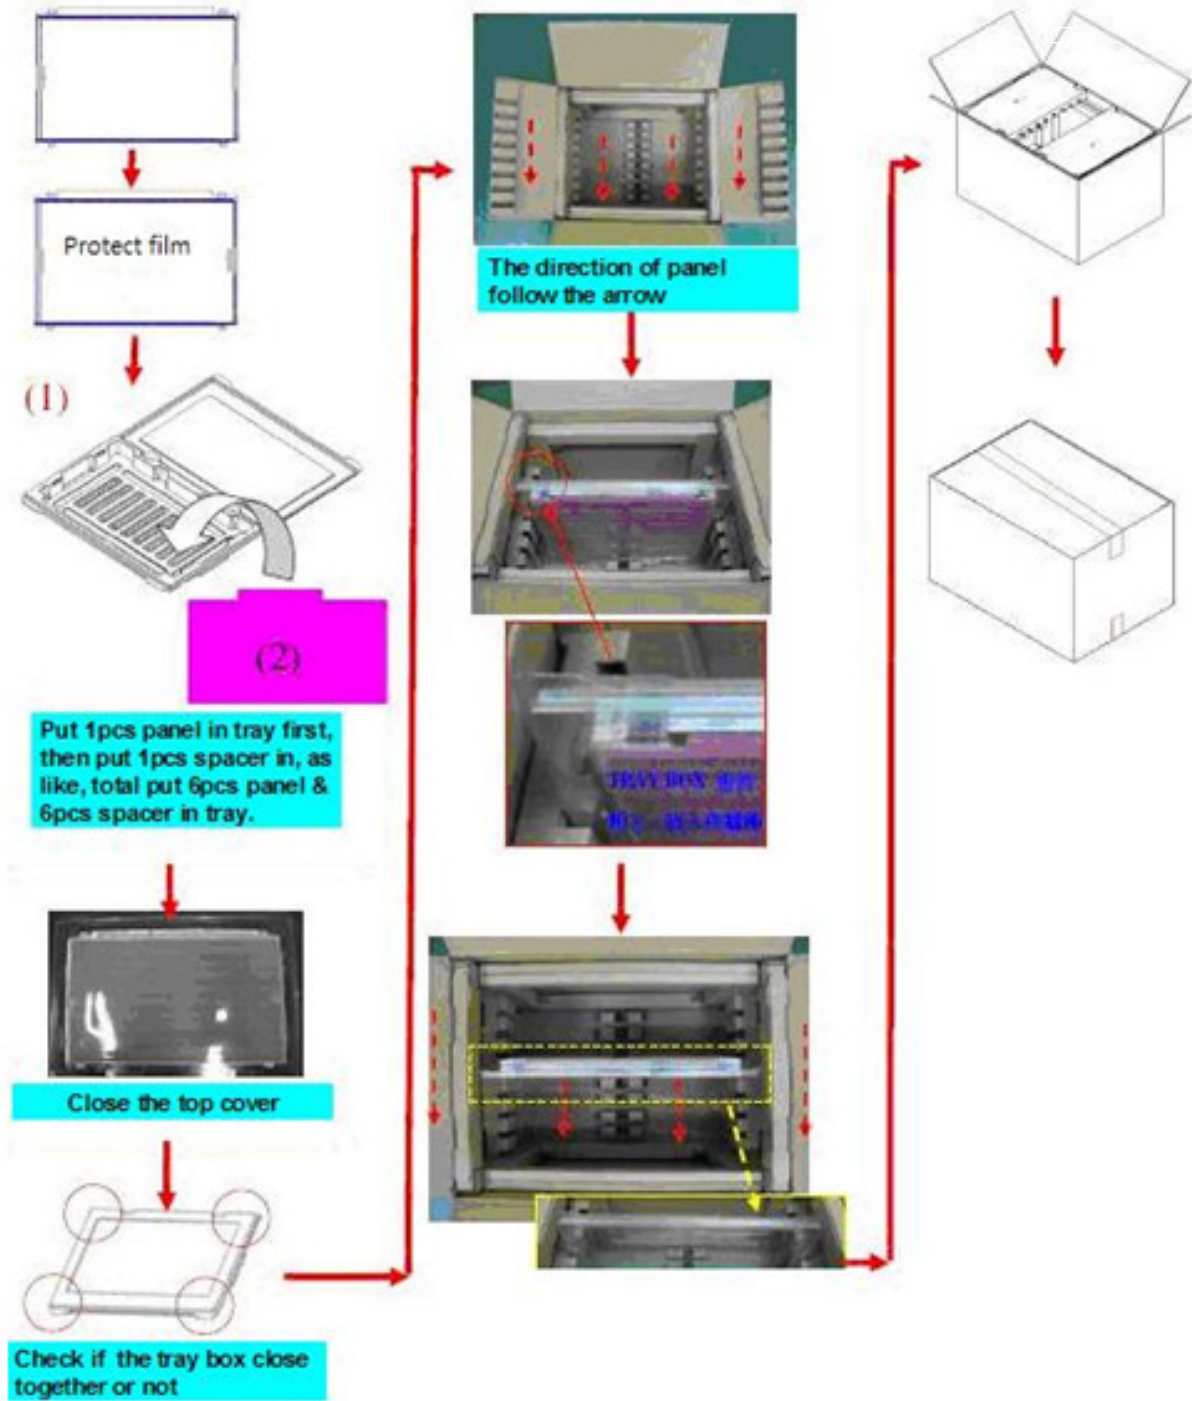 Protect film
(1)
(2)
Put 1pcs panel in tray first,
then put 1pcs spacer in, as
like, total put 6pcs panel &
6pcs spacer in tray.
Close the top cover
Check if the tray box close
together or not
The direction of panel
follow the arrow
TRAY BOX